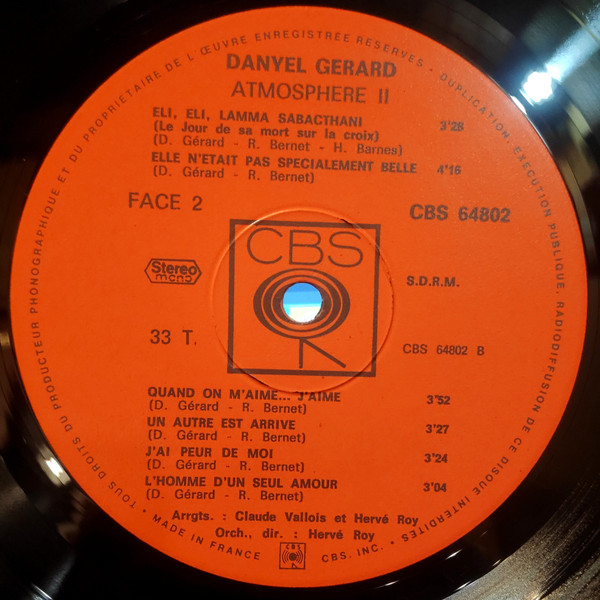 TOUS DROITS DU PRODUCTEUR PHONOGRAPHIQUE ET DU PROPRIETAIRE DE L'ŒUVRE ENREGISTREE RESERVES - DUPLICATION, EXECUTION PUBLIQUE, RADIODIFFUSION DE CE DISQUE INTERDITES
DANYEL GERARD
ATMOSPHERE II
ELI, ELI, LAMMA SABACTHANI
(Le Jour de sa mort sur la croix) 3'28
(D. Gérard - R. Bernet - H. Barnes)
ELLE N'ETAIT PAS SPECIALEMENT BELLE 4'16
(D. Gérard - R. Bernet)
FACE 2
CBS 64802
CBS
Stereo
mono
S.D.R.M.
33 T.
CBS 64802 B
QUAND ON M'AIME... J'AIME 3'52
(D. Gérard - R. Bernet)
UN AUTRE EST ARRIVE 3'27
(D. Gérard - R. Bernet)
J'AI PEUR DE MOI 3'24
(D. Gérard - R. Bernet)
L'HOMME D'UN SEUL AMOUR 3'04
(D. Gérard - R. Bernet)
Arrgts. : Claude Vallois et Hervé Roy
Orch., dir. : Hervé Roy
• MADE IN FRANCE
CBS
CBS. INC. •